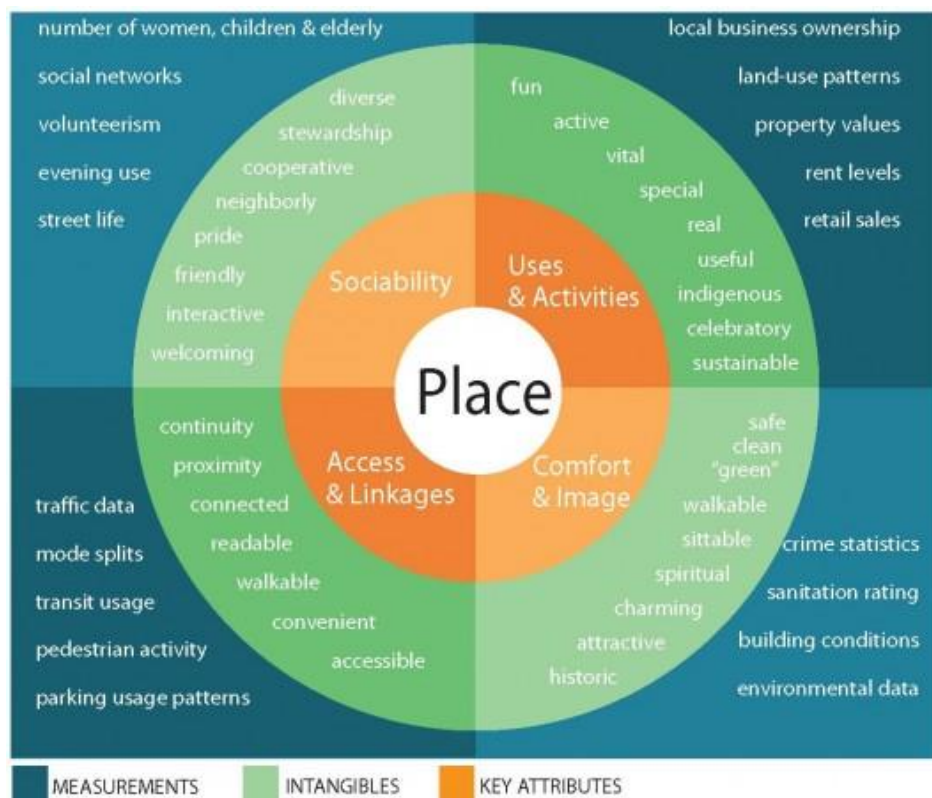 number of women, children & elderly
social networks
volunteerism
evening use
street life
diverse
stewardship
cooperative
neighborly
pride
friendly
interactive
welcoming
Sociability
local business ownership
land-use patterns
property values
rent levels
retail sales
fun
active
vital
special
real
useful
indigenous
celebratory
sustainable
Uses
& Activities
Place
continuity
proximity
connected
readable
walkable
convenient
accessible
Access
& Linkages
traffic data
mode splits
transit usage
pedestrian activity
parking usage patterns
Comfort
& Image
safe
clean
"green"
walkable
sittable
spiritual
charming
attractive
historic
crime statistics
sanitation rating
building conditions
environmental data
MEASUREMENTS
INTANGIBLES
KEY ATTRIBUTES